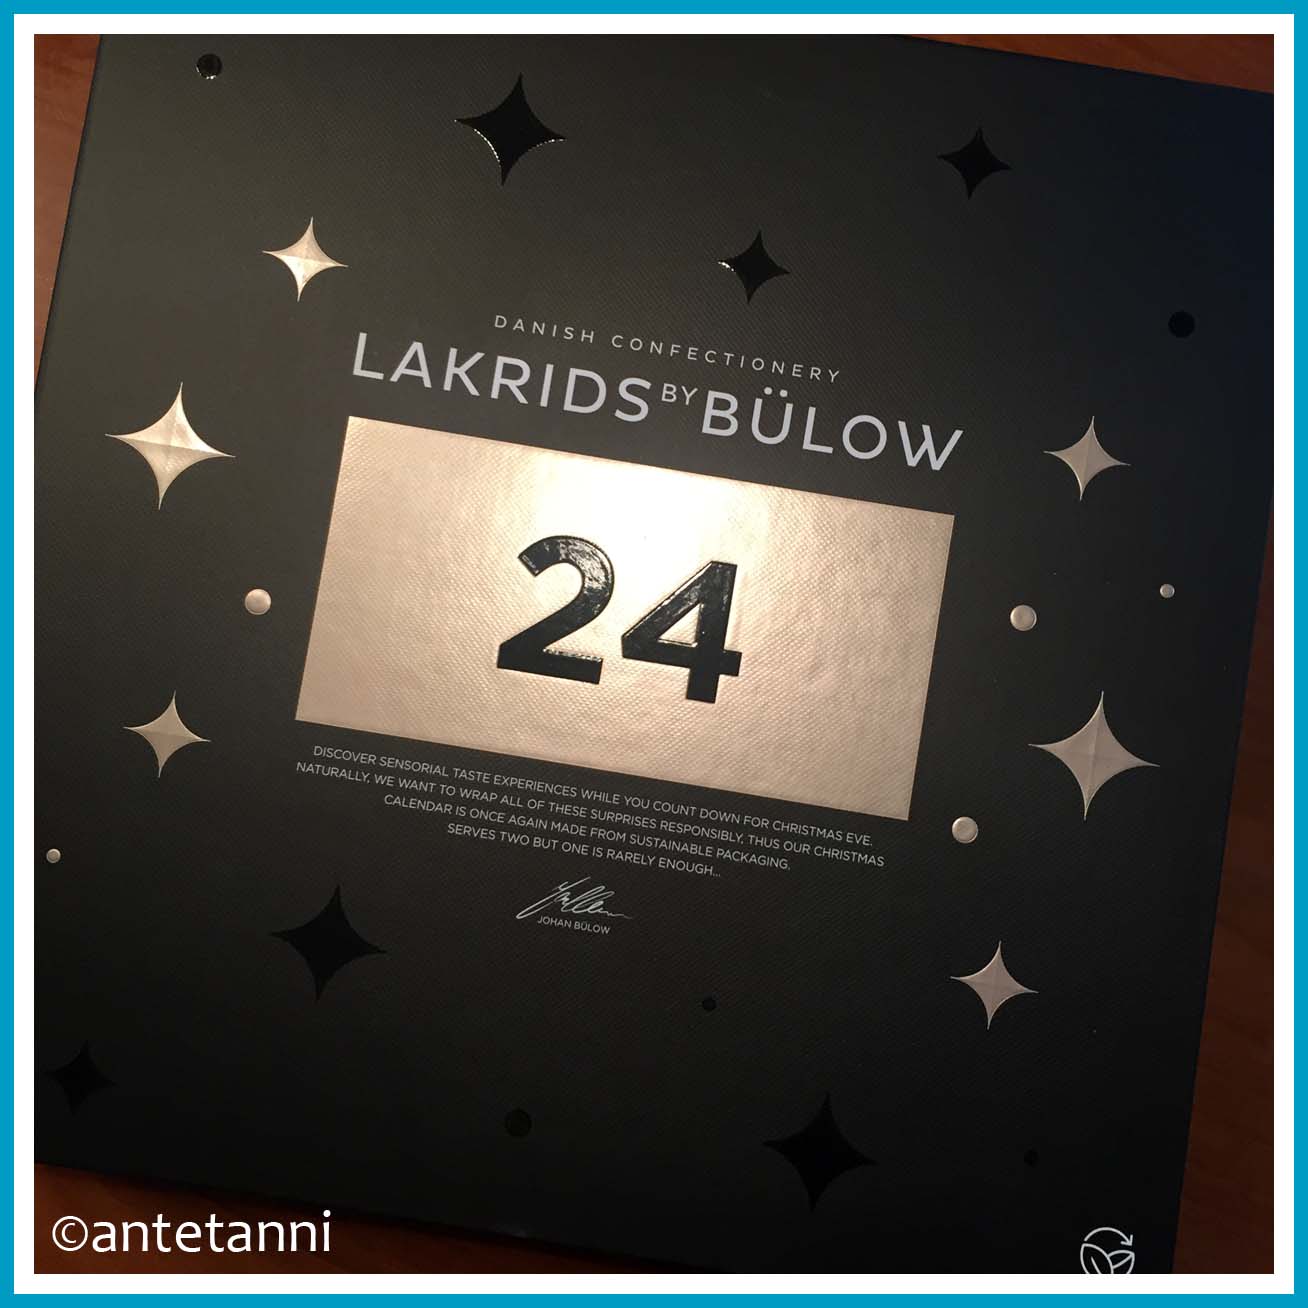 DANISH CONFECTIONERY
LAKRIDS BY BÜLOW
24
DISCOVER SENSORIAL TASTE EXPERIENCES WHILE YOU COUNT DOWN FOR CHRISTMAS EVE.
NATURALLY, WE WANT TO WRAP ALL OF THESE SURPRISES RESPONSIBLY, THUS OUR CHRISTMAS
CALENDAR IS ONCE AGAIN MADE FROM SUSTAINABLE PACKAGING.
SERVES TWO BUT ONE IS RARELY ENOUGH...
JOHAN BÜLOW
©antetanni